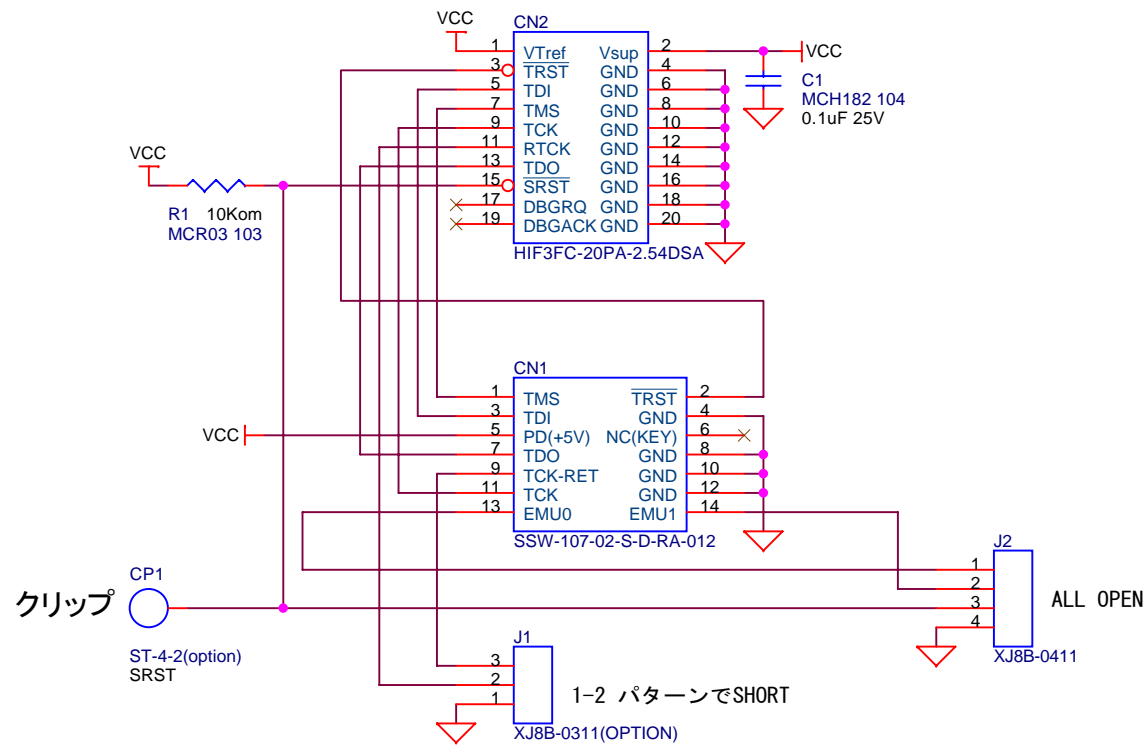 VCC
CN2
1 VTref Vsup 2 VCC
3 TRST GND 4
5 TDI GND 6
7 TMS GND 8
9 TCK GND 10
11 RTCK GND 12
13 TDO GND 14
15 SRST GND 16
17 DBGRQ GND 18
19 DBGACK GND 20
HIF3FC-20PA-2.54DSA
C1
MCH182 104
0.1uF 25V
VCC
R1 10Kom
MCR03 103
CN1
1 TMS TRST 2
3 TDI GND 4
VCC 5 PD(+5V) NC(KEY) 6
7 TDO GND 8
9 TCK-RET GND 10
11 TCK GND 12
13 EMU0 EMU1 14
SSW-107-02-S-D-RA-012
J2
1
2
3
4
XJ8B-0411
ALL OPEN
CP1
クリップ
ST-4-2(option)
SRST
J1
3
2
1
XJ8B-0311(OPTION)
1-2 パターンでSHORT